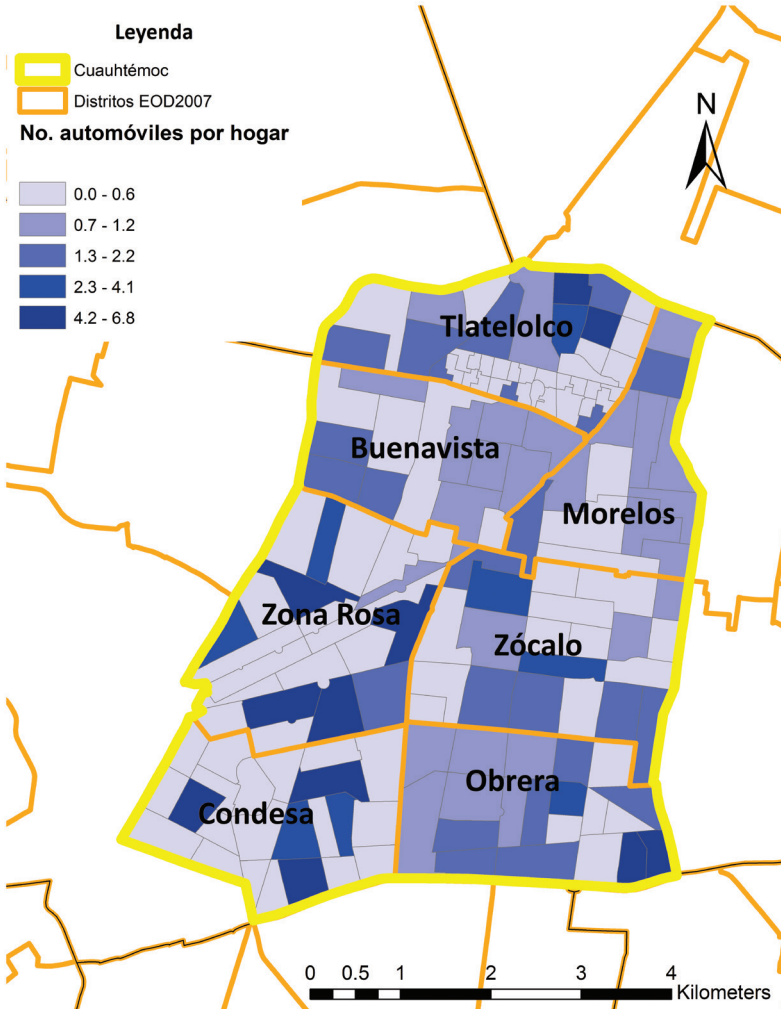 Leyenda
Cuauhtémoc
Distritos EOD2007
No. automóviles por hogar
0.0 - 0.6
0.7 - 1.2
1.3 - 2.2
2.3 - 4.1
4.2 - 6.8
N
Tlatelolco
Buenavista
Morelos
Zona Rosa
Zócalo
Obrera
Condesa
0 0.5 1 2 3 4
Kilometers